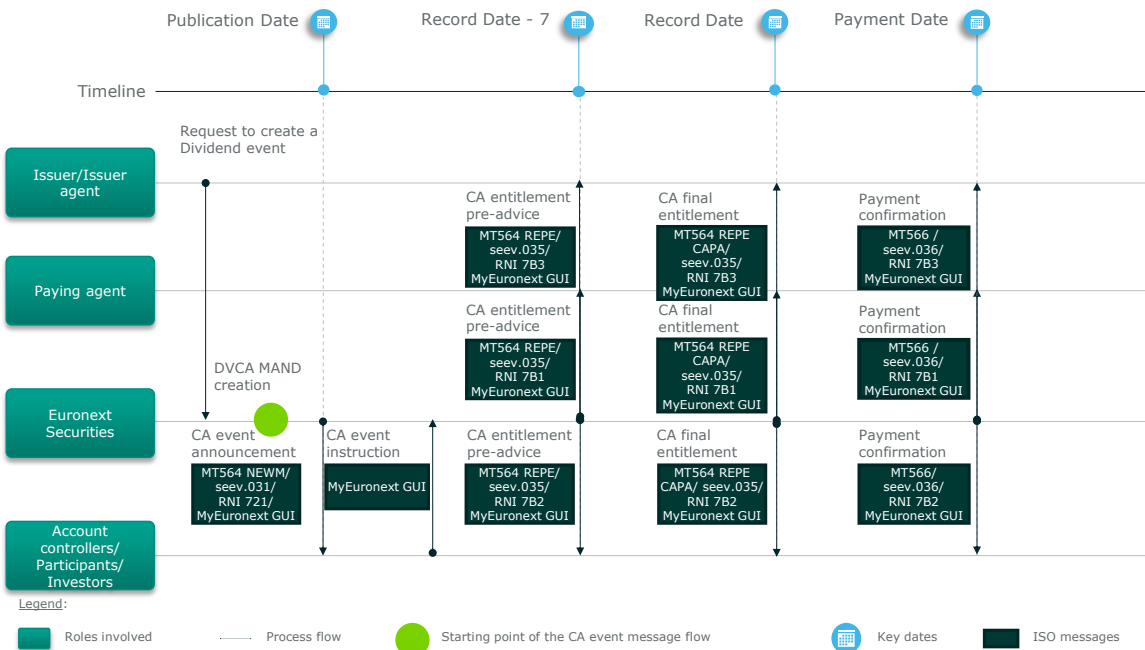 Publication Date
Record Date - 7
Record Date
Payment Date
Timeline
Request to create a
Dividend event
Issuer/Issuer
agent
CA entitlement
pre-advice
MT564 REPE/
seev.035/
RNI 7B3
MyEuronext GUI
CA final
entitlement
MT564 REPE
CAPA/
seev.035/
RNI 7B3
MyEuronext GUI
Payment
confirmation
MT566 /
seev.036/
RNI 7B3
MyEuronext GUI
Paying agent
CA entitlement
pre-advice
MT564 REPE/
seev.035/
RNI 7B1
MyEuronext GUI
CA final
entitlement
MT564 REPE
CAPA/
seev.035/
RNI 7B1
MyEuronext GUI
Payment
confirmation
MT566 /
seev.036/
RNI 7B1
MyEuronext GUI
DVCA MAND
creation
Euronext
Securities
CA event
announcement
MT564 NEWM/
seev.031/
RNI 721/
MyEuronext GUI
CA event
instruction
MyEuronext GUI
CA entitlement
pre-advice
MT564 REPE/
seev.035/
RNI 7B2
MyEuronext GUI
CA final
entitlement
MT564 REPE
CAPA/ seev.035/
RNI 7B2
MyEuronext GUI
Payment
confirmation
MT566/
seev.036/
RNI 7B2
MyEuronext GUI
Account
controllers/
Participants/
Investors
Legend:
Roles involved
Process flow
Starting point of the CA event message flow
Key dates
ISO messages